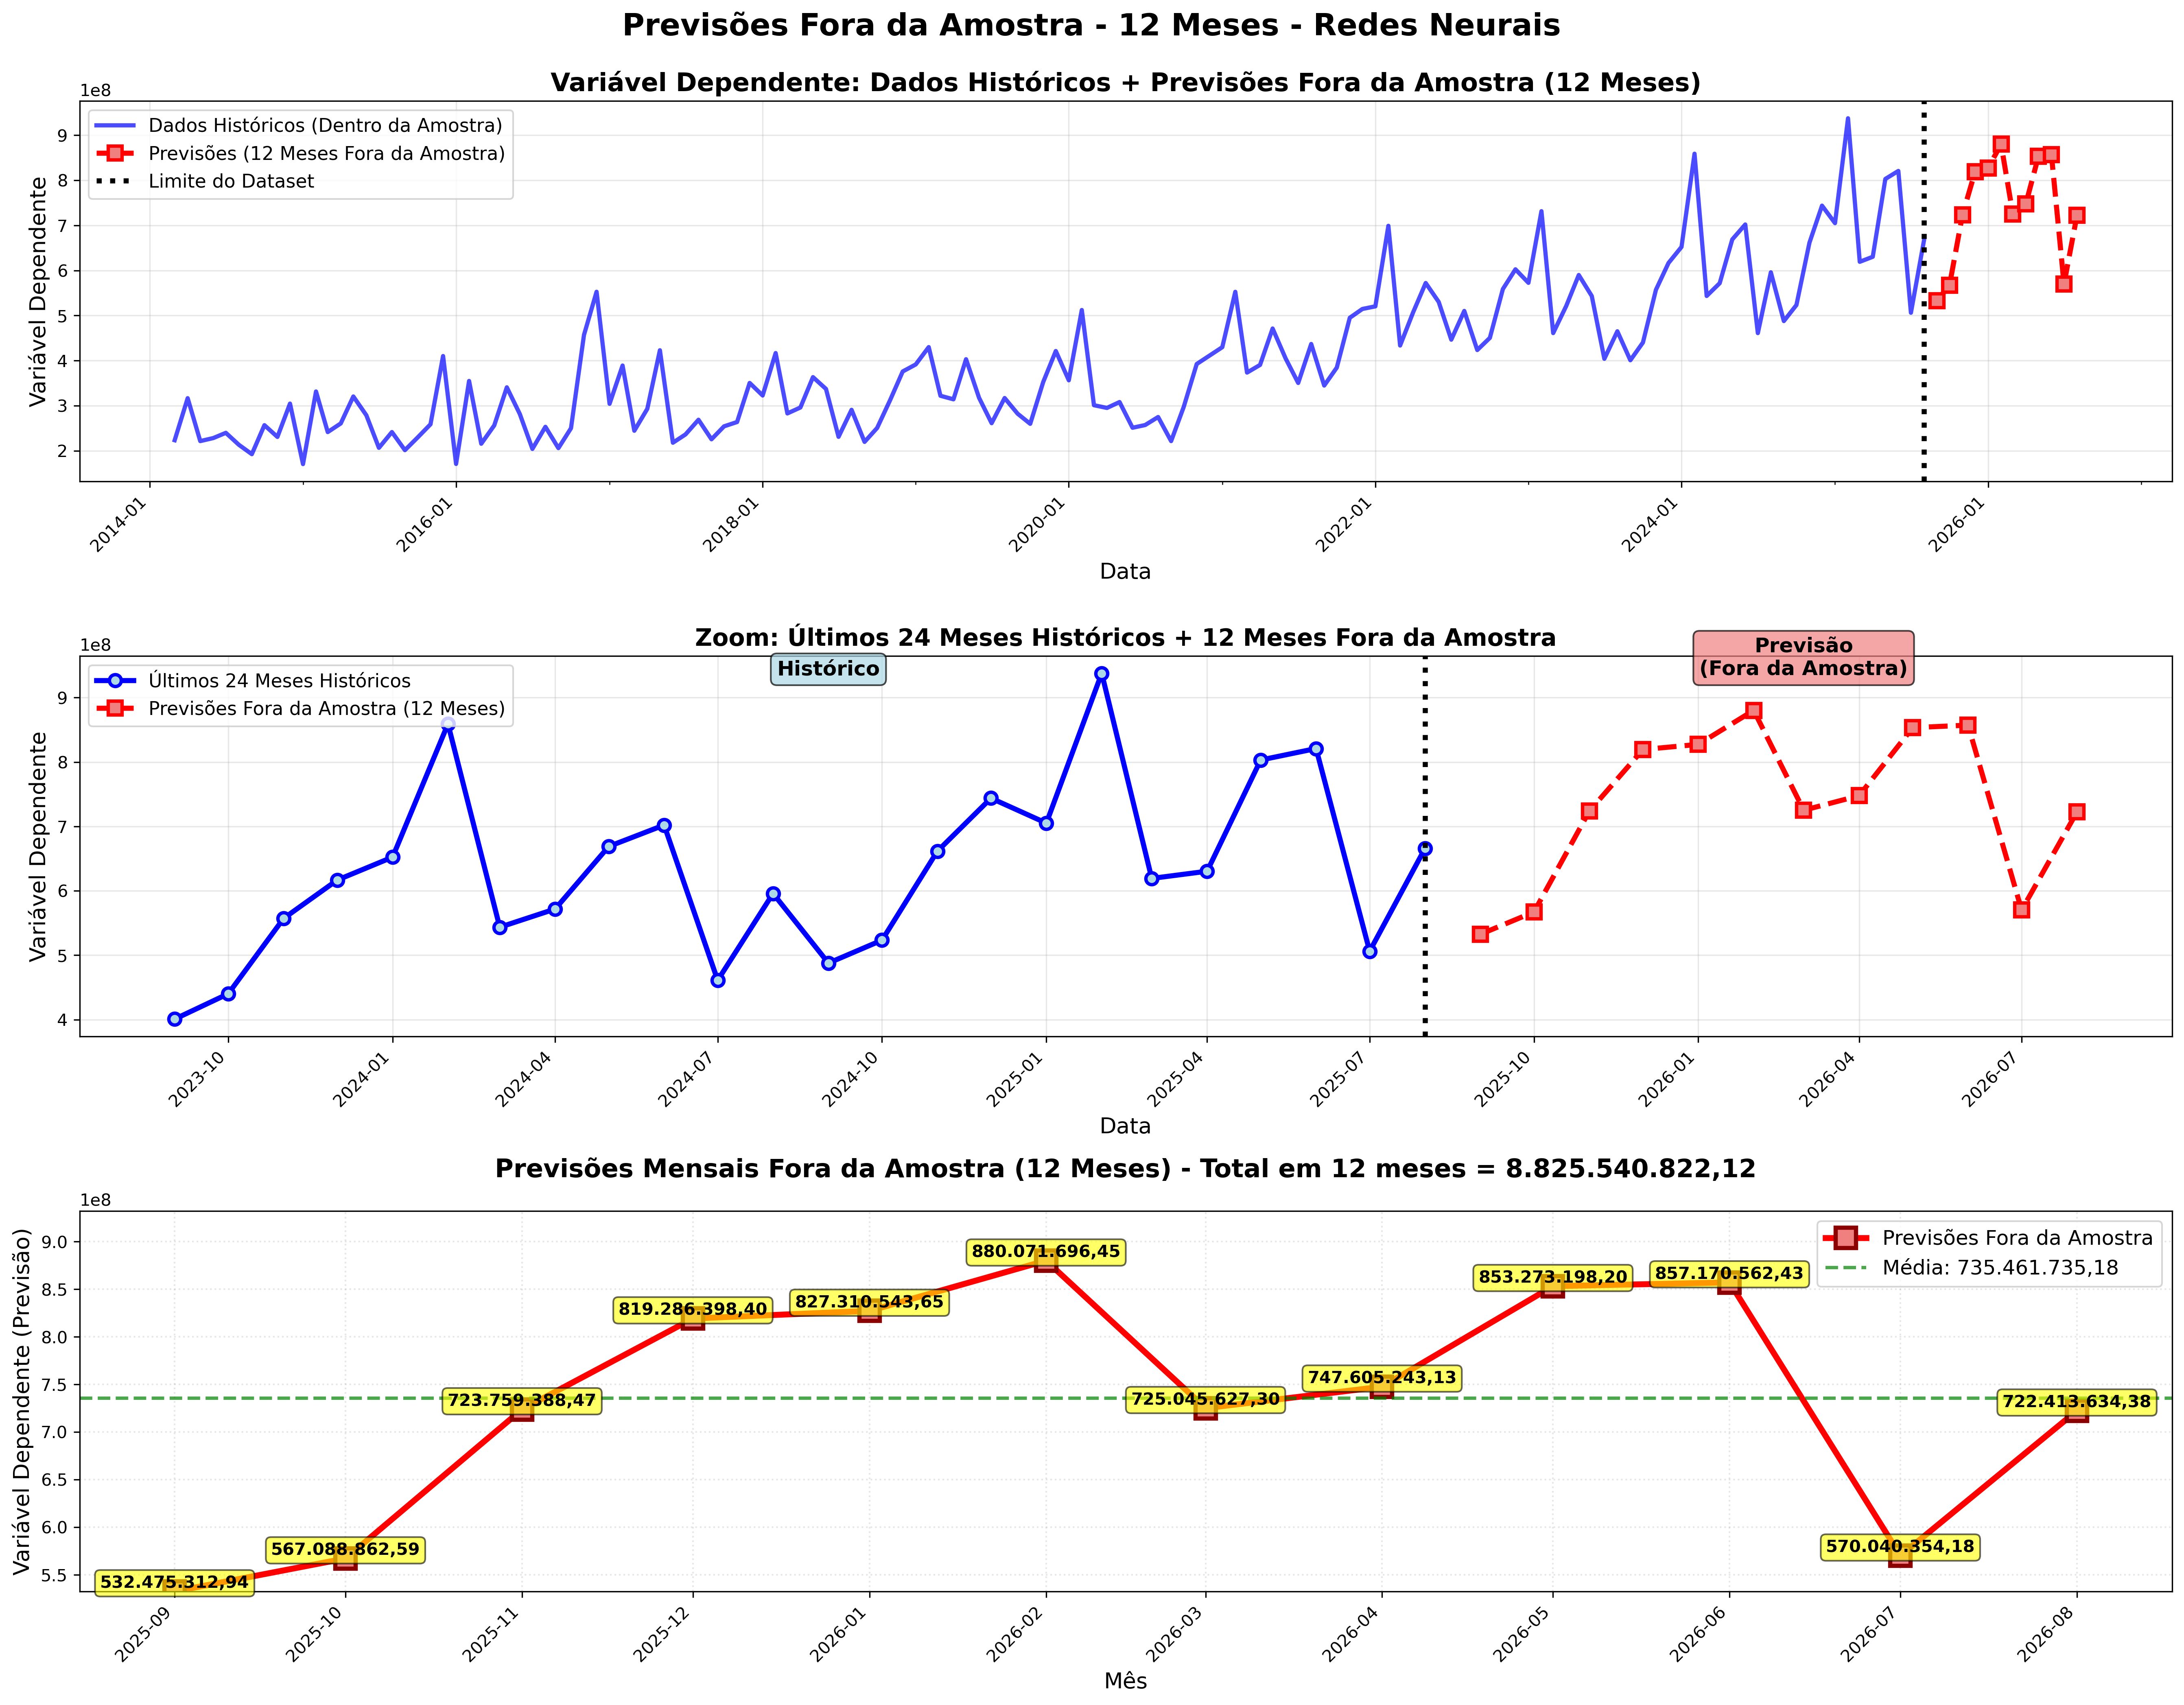 Previsões Fora da Amostra - 12 Meses - Redes Neurais
Variável Dependente: Dados Históricos + Previsões Fora da Amostra (12 Meses)
1e8
Dados Históricos (Dentro da Amostra)
Previsões (12 Meses Fora da Amostra)
Limite do Dataset
Variável Dependente
9
8
7
6
5
4
3
2
2014-01
2016-01
2018-01
2020-01
2022-01
2024-01
2026-01
Data
Zoom: Últimos 24 Meses Históricos + 12 Meses Fora da Amostra
1e8
Histórico
Previsão
(Fora da Amostra)
Últimos 24 Meses Históricos
Previsões Fora da Amostra (12 Meses)
Variável Dependente
9
8
7
6
5
4
2023-10
2024-01
2024-04
2024-07
2024-10
2025-01
2025-04
2025-07
2025-10
2026-01
2026-04
2026-07
Data
Previsões Mensais Fora da Amostra (12 Meses) - Total em 12 meses = 8.825.540.822,12
1e8
Previsões Fora da Amostra
Média: 735.461.735,18
Variável Dependente (Previsão)
9.0
8.5
8.0
7.5
7.0
6.5
6.0
5.5
532.475.312,94
567.088.862,59
723.759.388,47
819.286.398,40
827.310.543,65
880.071.696,45
725.045.627,30
747.605.243,13
853.273.198,20
857.170.562,43
570.040.354,18
722.413.634,38
2025-09
2025-10
2025-11
2025-12
2026-01
2026-02
2026-03
2026-04
2026-05
2026-06
2026-07
2026-08
Mês